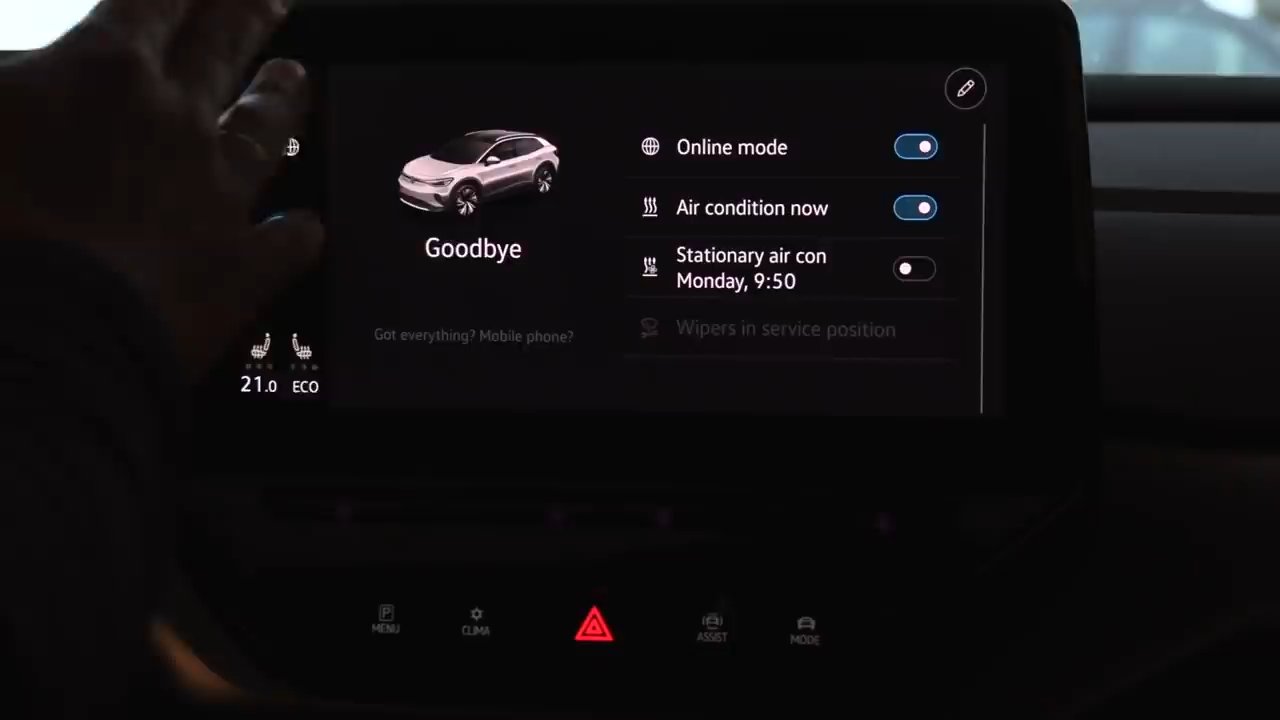 Online mode
Air condition now
Goodbye
Stationary air con
Monday, 9:50
Wipers in service position
Got everything? Mobile phone?
21.0 ECO
P
MENU
CLIMA
ASSIST
MODE